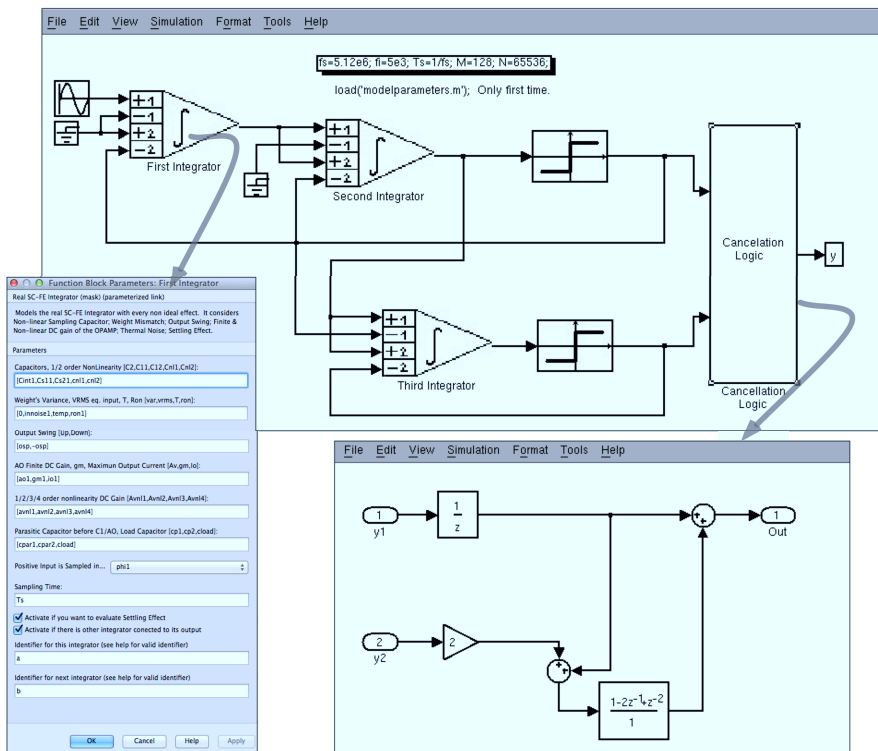 File Edit View Simulation Format Tools Help
fs=5.12e6; fi=5e3; Ts=1/fs; M=128; N=65536;
load('modelparameters.m'); Only first time.
+1
-1
+2
-2
First Integrator
+1
-1
+2
-2
Second Integrator
Cancelation
Logic
y
+1
-1
+2
-2
Third Integrator
Cancellation
Logic
Function Block Parameters: First Integrator
Real SC-FE Integrator (mask) (parameterized link)
Models the real SC-FE Integrator with every non ideal effect. It considers
Non-linear Sampling Capacitor; Weight Mismatch; Output Swing; Finite &
Non-linear DC gain of the OPAMP; Thermal Noise; Settling Effect.
Parameters
Capacitors, 1/2 order NonLinearity [C2,C11,C12,Cnl1,Cnl2]:
[Cint1,Cs11,Cs21,cnl1,cnl2]
Weight's Variance, VRMS eq. input, T, Ron [var,vrms,T,ron]:
[0,innoise1,temp,ron1]
Output Swing [Up,Down]:
[osp,-osp]
AO Finite DC Gain, gm, Maximun Output Current [Av,gm,Io]:
[ao1,gm1,io1]
1/2/3/4 order nonlinearity DC Gain [Avnl1,Avnl2,Avnl3,Avnl4]:
[avnl1,avnl2,avnl3,avnl4]
Parasitic Capacitor before C1/AO, Load Capacitor [cp1,cp2,cload]:
[cpar1,cpar2,cload]
Positive Input is Sampled in... phi1
Sampling Time:
Ts
Activate if you want to evaluate Settling Effect
Activate if there is other integrator conected to its output
Identifier for this integrator (see help for valid identifier)
a
Identifier for next integrator (see help for valid identifier)
b
OK Cancel Help Apply
File Edit View Simulation Format Tools Help
1
y1
1
z
1
Out
2
y2
2
1-2z⁻¹+z⁻²
1